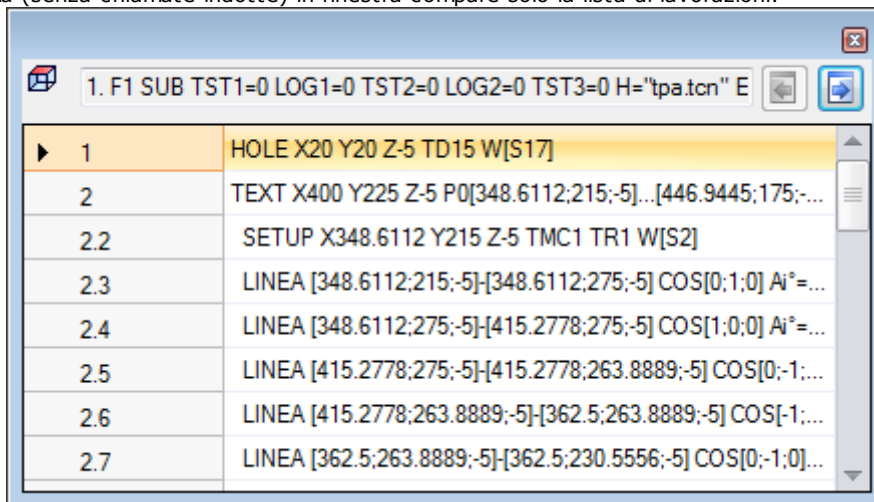 (senza chiamate indotte) in finestra compare solo la lista di lavorazioni.
1. F1 SUB TST1=0 LOG1=0 TST2=0 LOG2=0 TST3=0 H="tpa.tcn" E
1 HOLE X20 Y20 Z-5 TD15 W[S17]
2 TEXT X400 Y225 Z-5 P0[348.6112;215;-5]...[446.9445;175;-...
2.2 SETUP X348.6112 Y215 Z-5 TMC1 TR1 W[S2]
2.3 LINEA [348.6112;215;-5]-[348.6112;275;-5] COS[0;1;0] Ai°=...
2.4 LINEA [348.6112;275;-5]-[415.2778;275;-5] COS[1;0;0] Ai°=...
2.5 LINEA [415.2778;275;-5]-[415.2778;263.8889;-5] COS[0;-1;...
2.6 LINEA [415.2778;263.8889;-5]-[362.5;263.8889;-5] COS[-1;...
2.7 LINEA [362.5;263.8889;-5]-[362.5;230.5556;-5] COS[0;-1;0]...